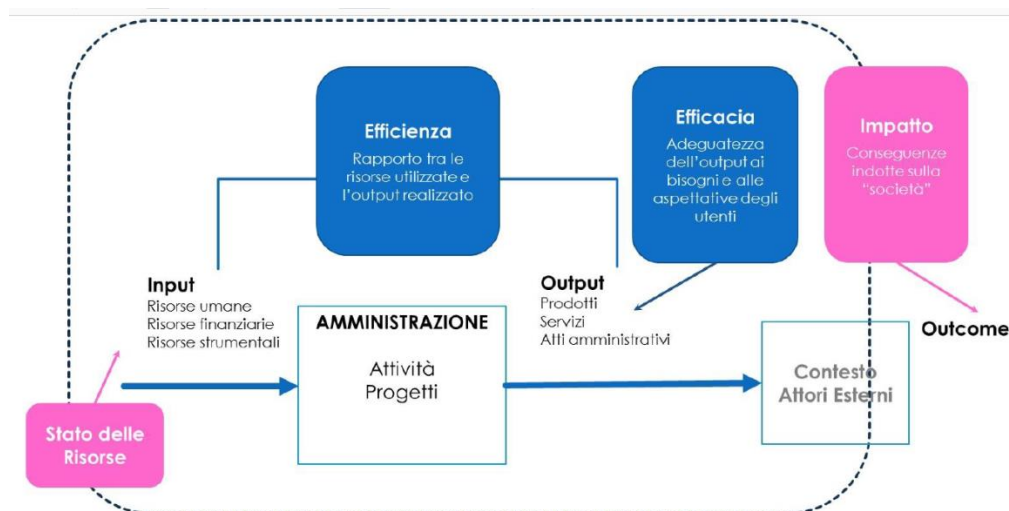 Efficienza
Rapporto tra le
risorse utilizzate e
l'output realizzato
Efficacia
Adeguatezza
dell'output ai
bisogni e alle
aspettative degli
utenti
Impatto
Conseguenze
indotte sulla
"società"
Input
Risorse umane
Risorse finanziarie
Risorse strumentali
AMMINISTRAZIONE
Attività
Progetti
Output
Prodotti
Servizi
Atti amministrativi
Outcome
Contesto
Attori Esterni
Stato delle
Risorse